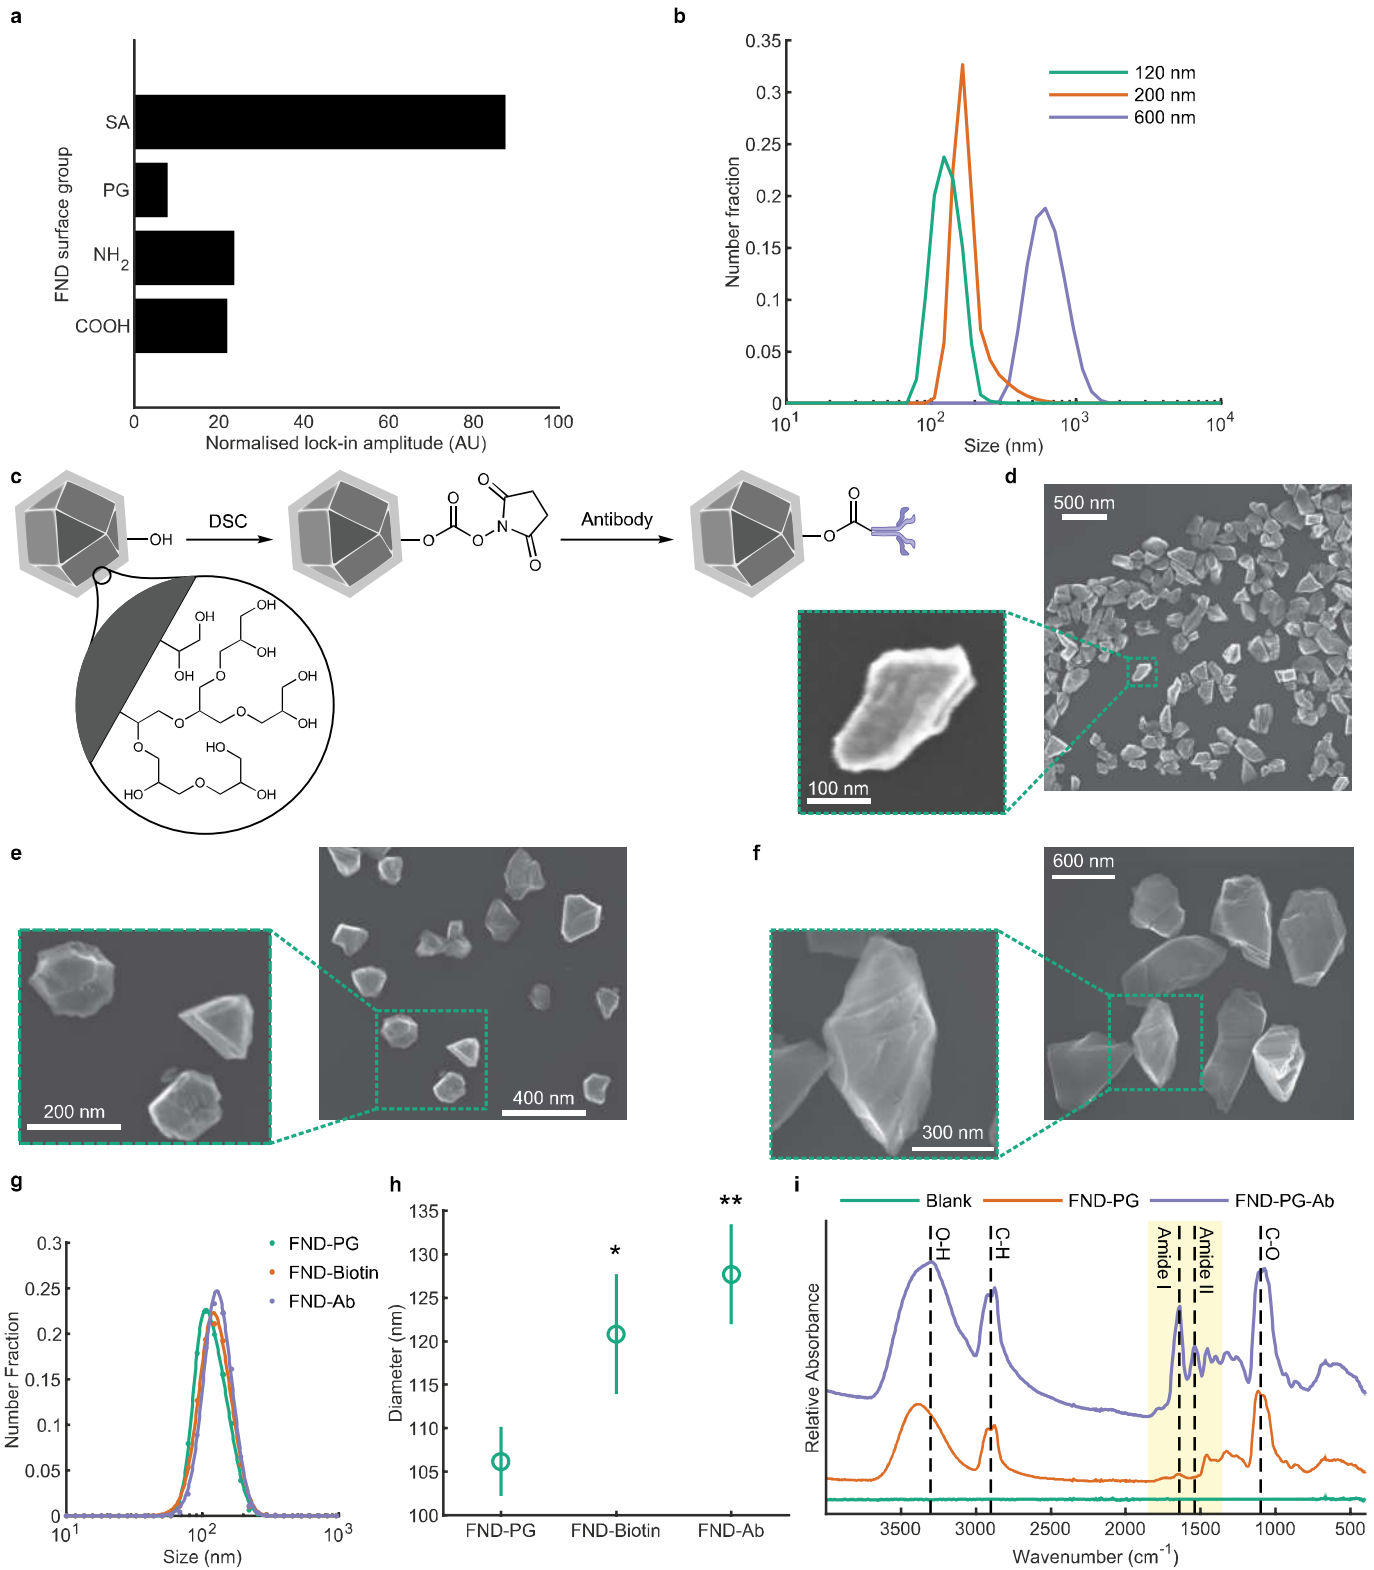 a
SA
PG
NH2
COOH
FND surface group
0 20 40 60 80 100
Normalised lock-in amplitude (AU)
b
0.35
0.3
0.25
0.2
0.15
0.1
0.05
0
Number fraction
120 nm
200 nm
600 nm
10^1 10^2 10^3 10^4
Size (nm)
c
OH
DSC
O
O
O
N
O
O
Antibody
O
O
OH
OH
OH
OH
O
OH
O
O
OH
O
HO
O
HO
OH
d
500 nm
100 nm
e
200 nm
400 nm
f
600 nm
300 nm
g
0.3
0.25
0.2
0.15
0.1
0.05
0
Number Fraction
FND-PG
FND-Biotin
FND-Ab
10^1 10^2 10^3
Size (nm)
h
135
130
125
120
115
110
105
100
Diameter (nm)
*
**
FND-PG FND-Biotin FND-Ab
i
Blank FND-PG FND-PG-Ab
O-H
C-H
Amide I
Amide II
C-O
Relative Absorbance
3500 3000 2500 2000 1500 1000 500
Wavenumber (cm^-1)